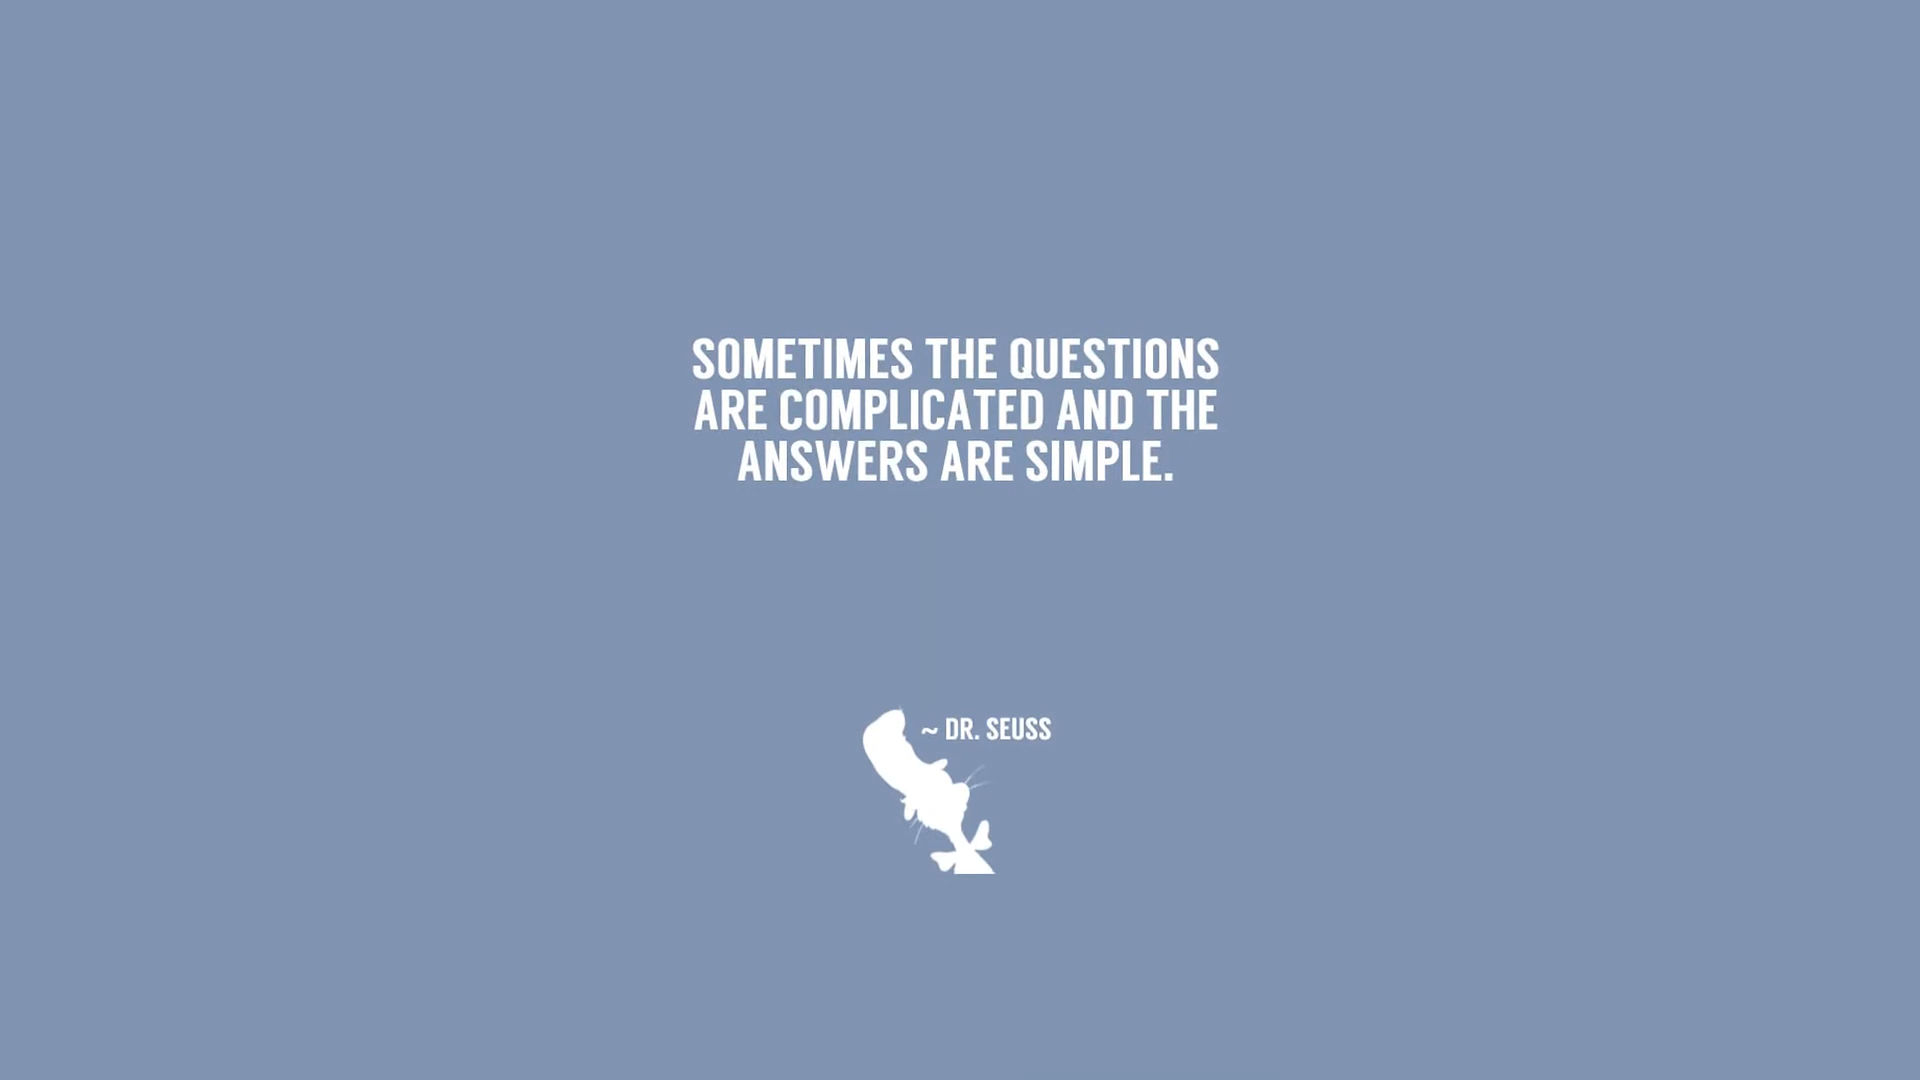 SOMETIMES THE QUESTIONS
ARE COMPLICATED AND THE
ANSWERS ARE SIMPLE.
~ DR. SEUSS